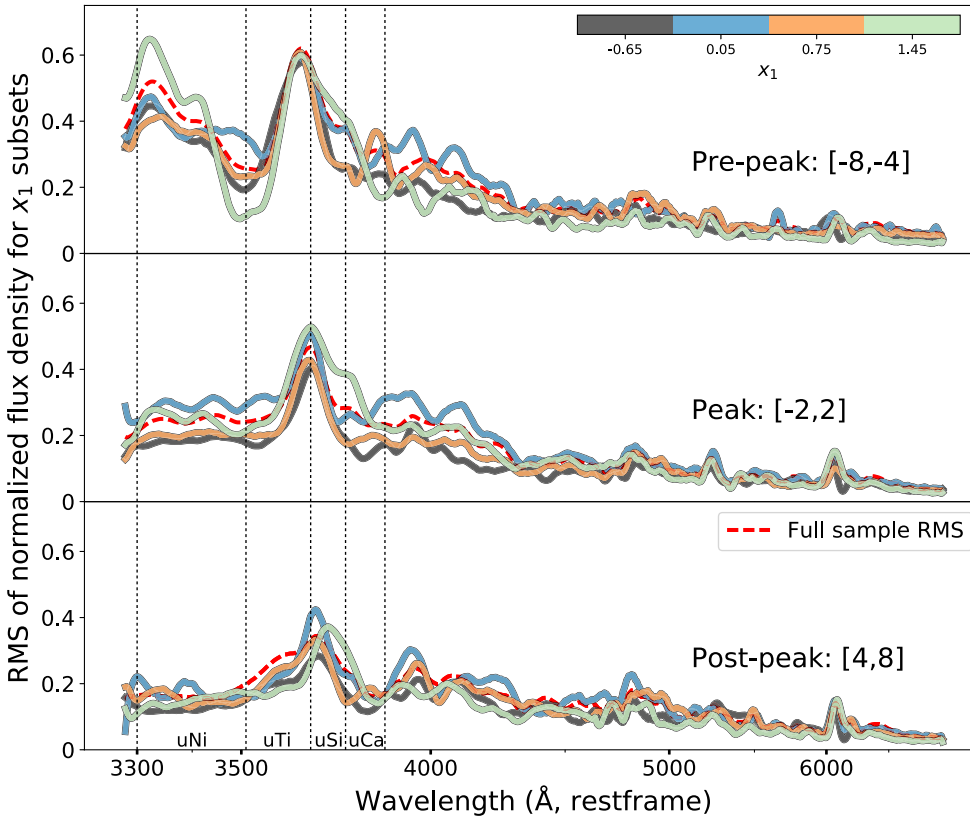 RMS of normalized flux density for x₁ subsets
-0.65 0.05 0.75 1.45
x₁
0.6
0.4
0.2
0
Pre-peak: [-8,-4]
0.6
0.4
0.2
0
Peak: [-2,2]
Full sample RMS
0.6
0.4
0.2
0
Post-peak: [4,8]
uNi uTi uSi uCa
3300 3500 4000 5000 6000
Wavelength (Å, restframe)